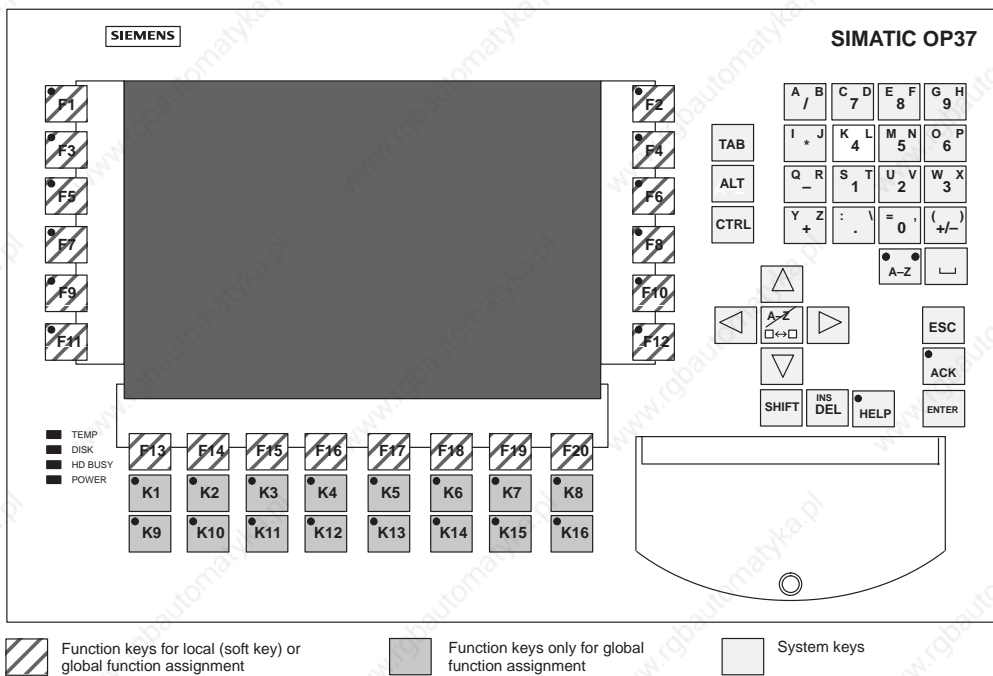 SIEMENS
SIMATIC OP37
F1
F2
F3
F4
F5
F6
F7
F8
F9
F10
F11
F12
A B / C D 7 E F 8 G H 9
TAB
I J * K L 4 M N 5 O P 6
ALT
Q R – S T 1 U V 2 W X 3
CTRL
Y Z + : \ . = , 0 ( ) +/–
A–Z
A–Z
ESC
ACK
SHIFT INS DEL HELP ENTER
TEMP
DISK
HD BUSY
POWER
F13 F14 F15 F16 F17 F18 F19 F20
K1 K2 K3 K4 K5 K6 K7 K8
K9 K10 K11 K12 K13 K14 K15 K16
Function keys for local (soft key) or
global function assignment
Function keys only for global
function assignment
System keys
www.rgbautomatyka.pl